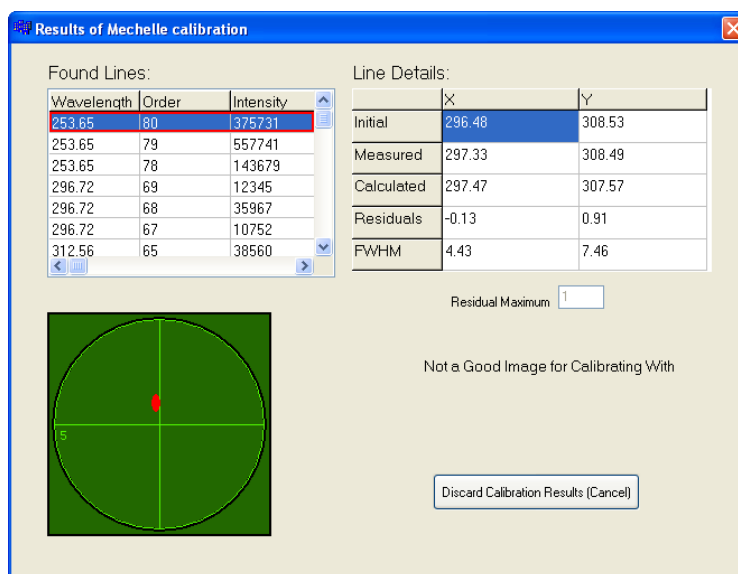 Results of Mechelle calibration
Found Lines:
Wavelength Order Intensity
253.65 80 375731
253.65 79 557741
253.65 78 143679
296.72 69 12345
296.72 68 35967
296.72 67 10752
312.56 65 38560
Line Details:
X Y
Initial 296.48 308.53
Measured 297.33 308.49
Calculated 297.47 307.57
Residuals -0.13 0.91
FWHM 4.43 7.46
Residual Maximum 1
Not a Good Image for Calibrating With
5
Discard Calibration Results (Cancel)